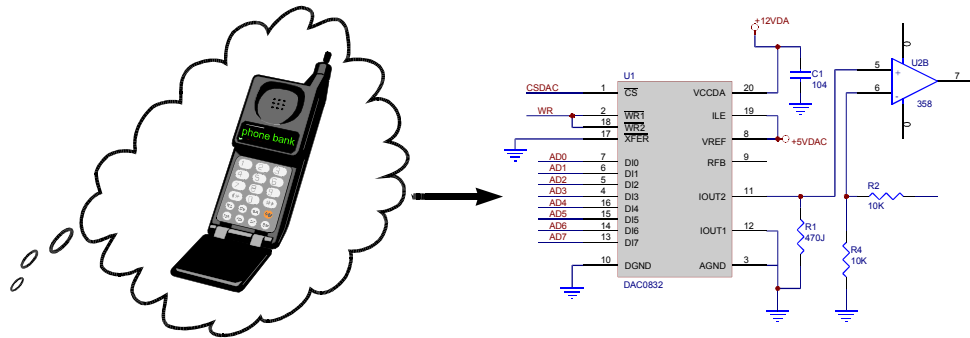 phone bank
+12VDA
U1
C1
104
CSDAC 1 CS VCCDA 20
WR 2 WR1 ILE 19
18 WR2
17 XFER VREF 8
+5VDAC
AD0 7 DI0 RFB 9
AD1 6 DI1
AD2 5 DI2
AD3 4 DI3 IOUT2 11
AD4 16 DI4
AD5 15 DI5
AD6 14 DI6 IOUT1 12
AD7 13 DI7
10 DGND AGND 3
DAC0832
R1
470J
5 + U2B
6 - 7
358
R2
10K
R4
10K